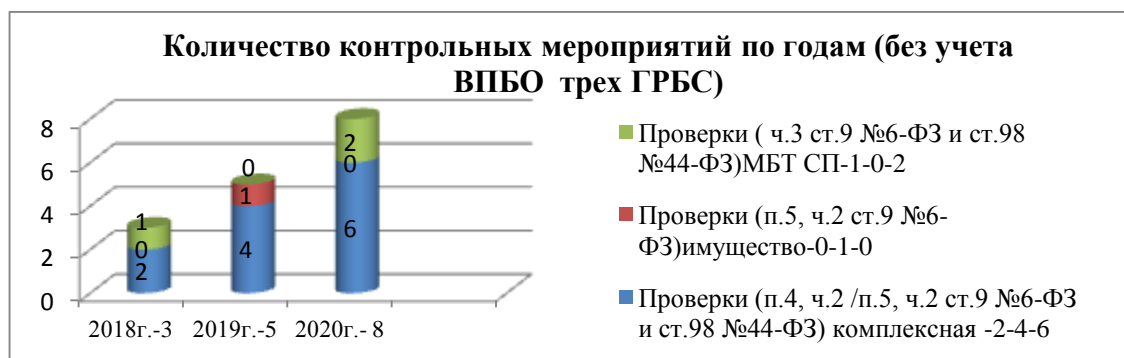 Количество контрольных мероприятий по годам (без учета
ВПБО трех ГРБС)
8
6
4
2
0
1
0
2
0
1
4
2
0
6
2018г.-3
2019г.-5
2020г.- 8
Проверки ( ч.3 ст.9 №6-ФЗ и ст.98
№44-ФЗ)МБТ СП-1-0-2
Проверки (п.5, ч.2 ст.9 №6-
ФЗ)имущество-0-1-0
Проверки (п.4, ч.2 /п.5, ч.2 ст.9 №6-ФЗ
и ст.98 №44-ФЗ) комплексная -2-4-6